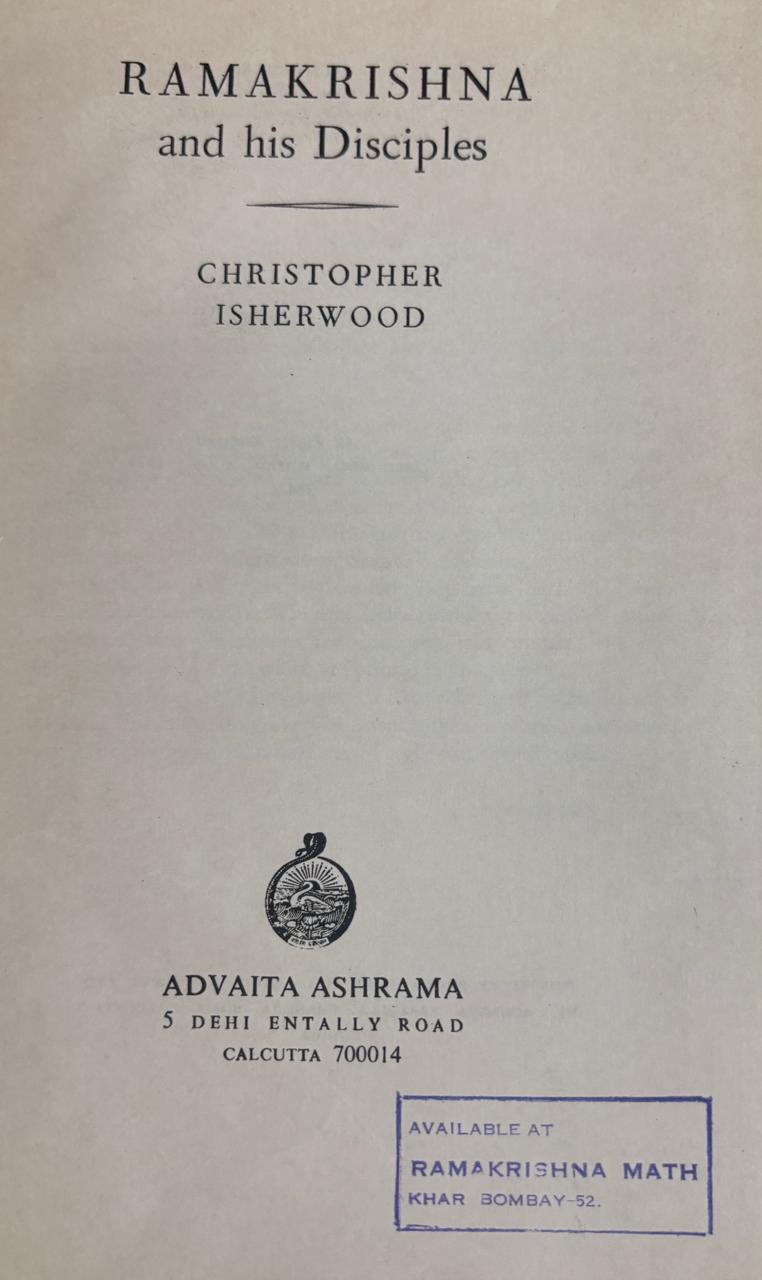 RAMAKRISHNA
and his Disciples
CHRISTOPHER
ISHERWOOD
ADVAITA ASHRAMA
5 DEHI ENTALLY ROAD
CALCUTTA 700014
AVAILABLE AT
RAMAKRISHNA MATH
KHAR BOMBAY-52.